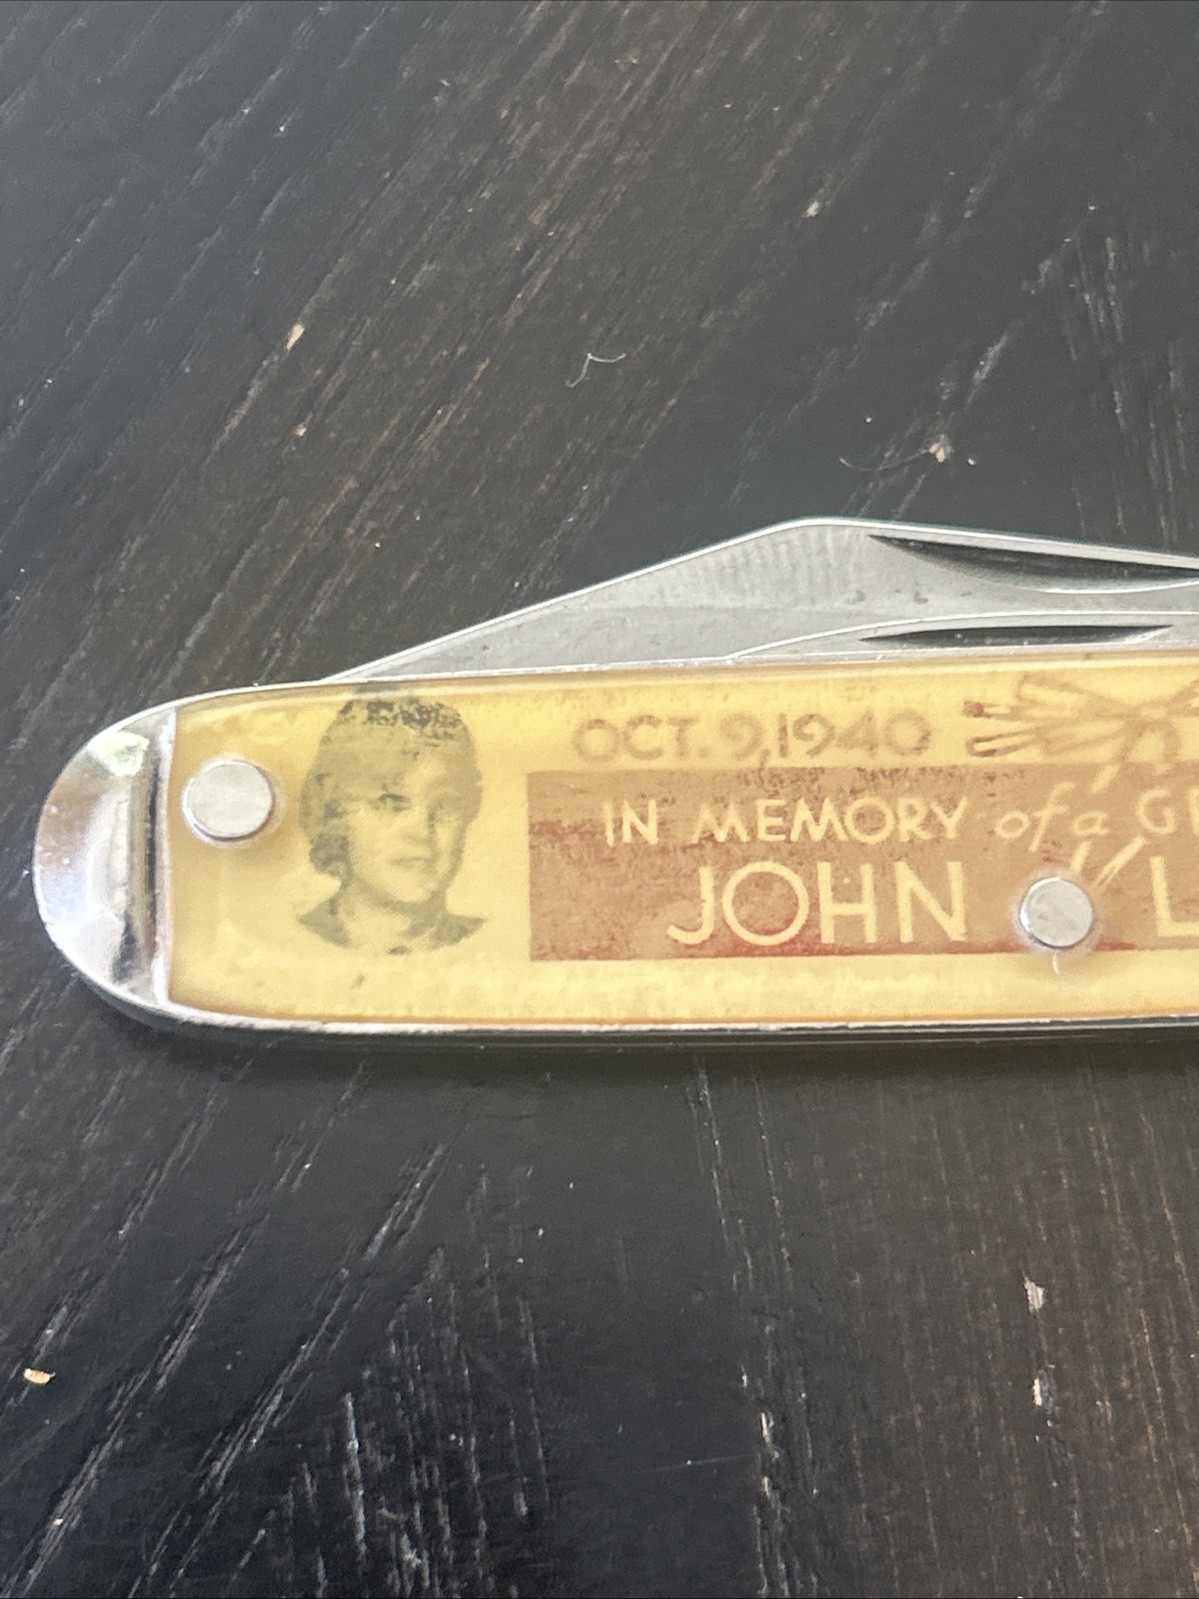 OCT. 9, 1940
IN MEMORY of a
JOHN